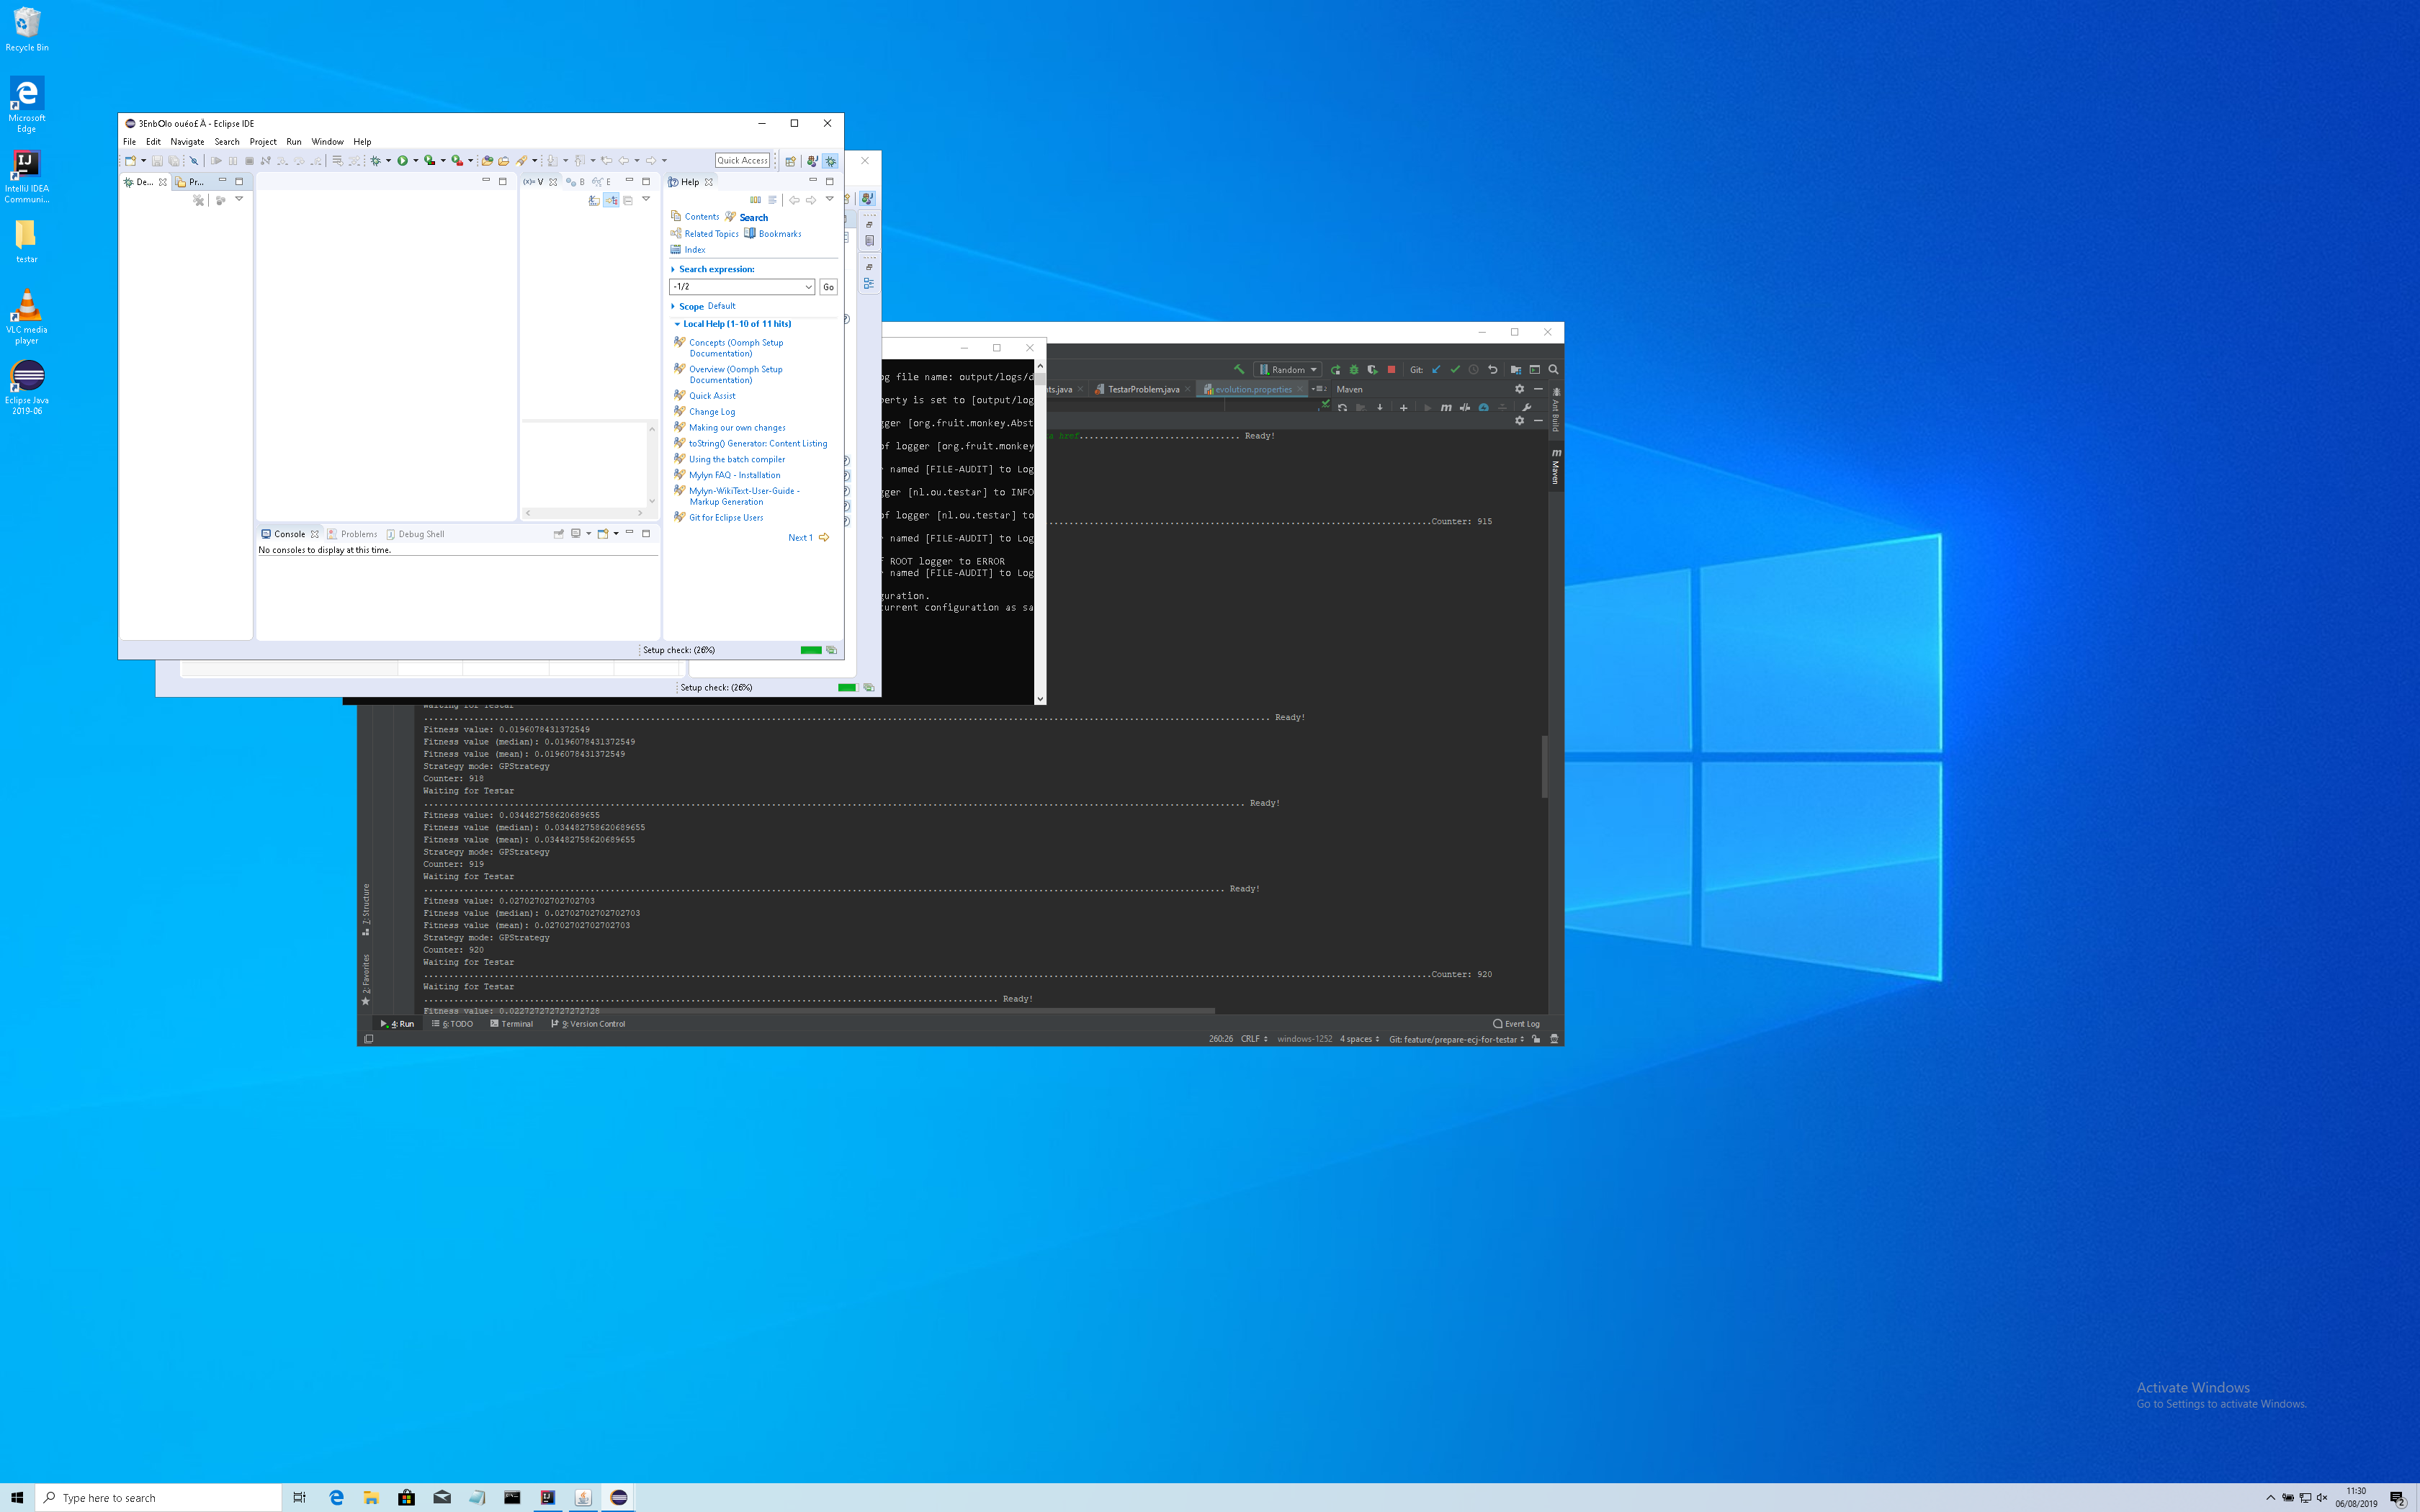 Recycle Bin
Microsoft
Edge
IntelliJ IDEA
Communi...
testar
VLC media
player
Eclipse Java
2019-06
3EnbOlo ouéo£Ä - Eclipse IDE
File Edit Navigate Search Project Run Window Help
Quick Access
De... Pr...
(x)= V B E
Help
Contents Search
Related Topics Bookmarks
Index
Search expression:
-1/2 Go
Scope Default
Local Help (1-10 of 11 hits)
Concepts (Oomph Setup
Documentation)
Overview (Oomph Setup
Documentation)
Quick Assist
Change Log
Making our own changes
toString() Generator: Content Listing
Using the batch compiler
Mylyn FAQ - Installation
Mylyn-WikiText-User-Guide -
Markup Generation
Git for Eclipse Users
Next 1
Console Problems Debug Shell
No consoles to display at this time.
Setup check: (26%)
Setup check: (26%)
og file name: output/logs/d
perty is set to [output/log
gger [org.fruit.monkey.Abst
of logger [org.fruit.monkey
r named [FILE-AUDIT] to Log
gger [nl.ou.testar] to INFO
of logger [nl.ou.testar] to
r named [FILE-AUDIT] to Log
F ROOT logger to ERROR
r named [FILE-AUDIT] to Log
guration.
current configuration as sa
Random Git:
ts.java TestarProblem.java evolution.properties Maven
Ant Build
Maven
href............................... Ready!
Counter: 915
Waiting for Testar
Ready!
Fitness value: 0.0196078431372549
Fitness value (median): 0.0196078431372549
Fitness value (mean): 0.0196078431372549
Strategy mode: GPStrategy
Counter: 918
Waiting for Testar
Ready!
Fitness value: 0.034482758620689655
Fitness value (median): 0.034482758620689655
Fitness value (mean): 0.034482758620689655
Strategy mode: GPStrategy
Counter: 919
Waiting for Testar
Ready!
Fitness value: 0.02702702702702703
Fitness value (median): 0.02702702702702703
Fitness value (mean): 0.02702702702702703
Strategy mode: GPStrategy
Counter: 920
Waiting for Testar
Counter: 920
Waiting for Testar
Ready!
Fitness value: 0.022727272727272728
7: Structure
2: Favorites
4: Run 6: TODO Terminal 9: Version Control Event Log
260:26 CRLF windows-1252 4 spaces Git: feature/prepare-ecj-for-testar
Activate Windows
Go to Settings to activate Windows.
Type here to search
11:30
06/08/2019
2